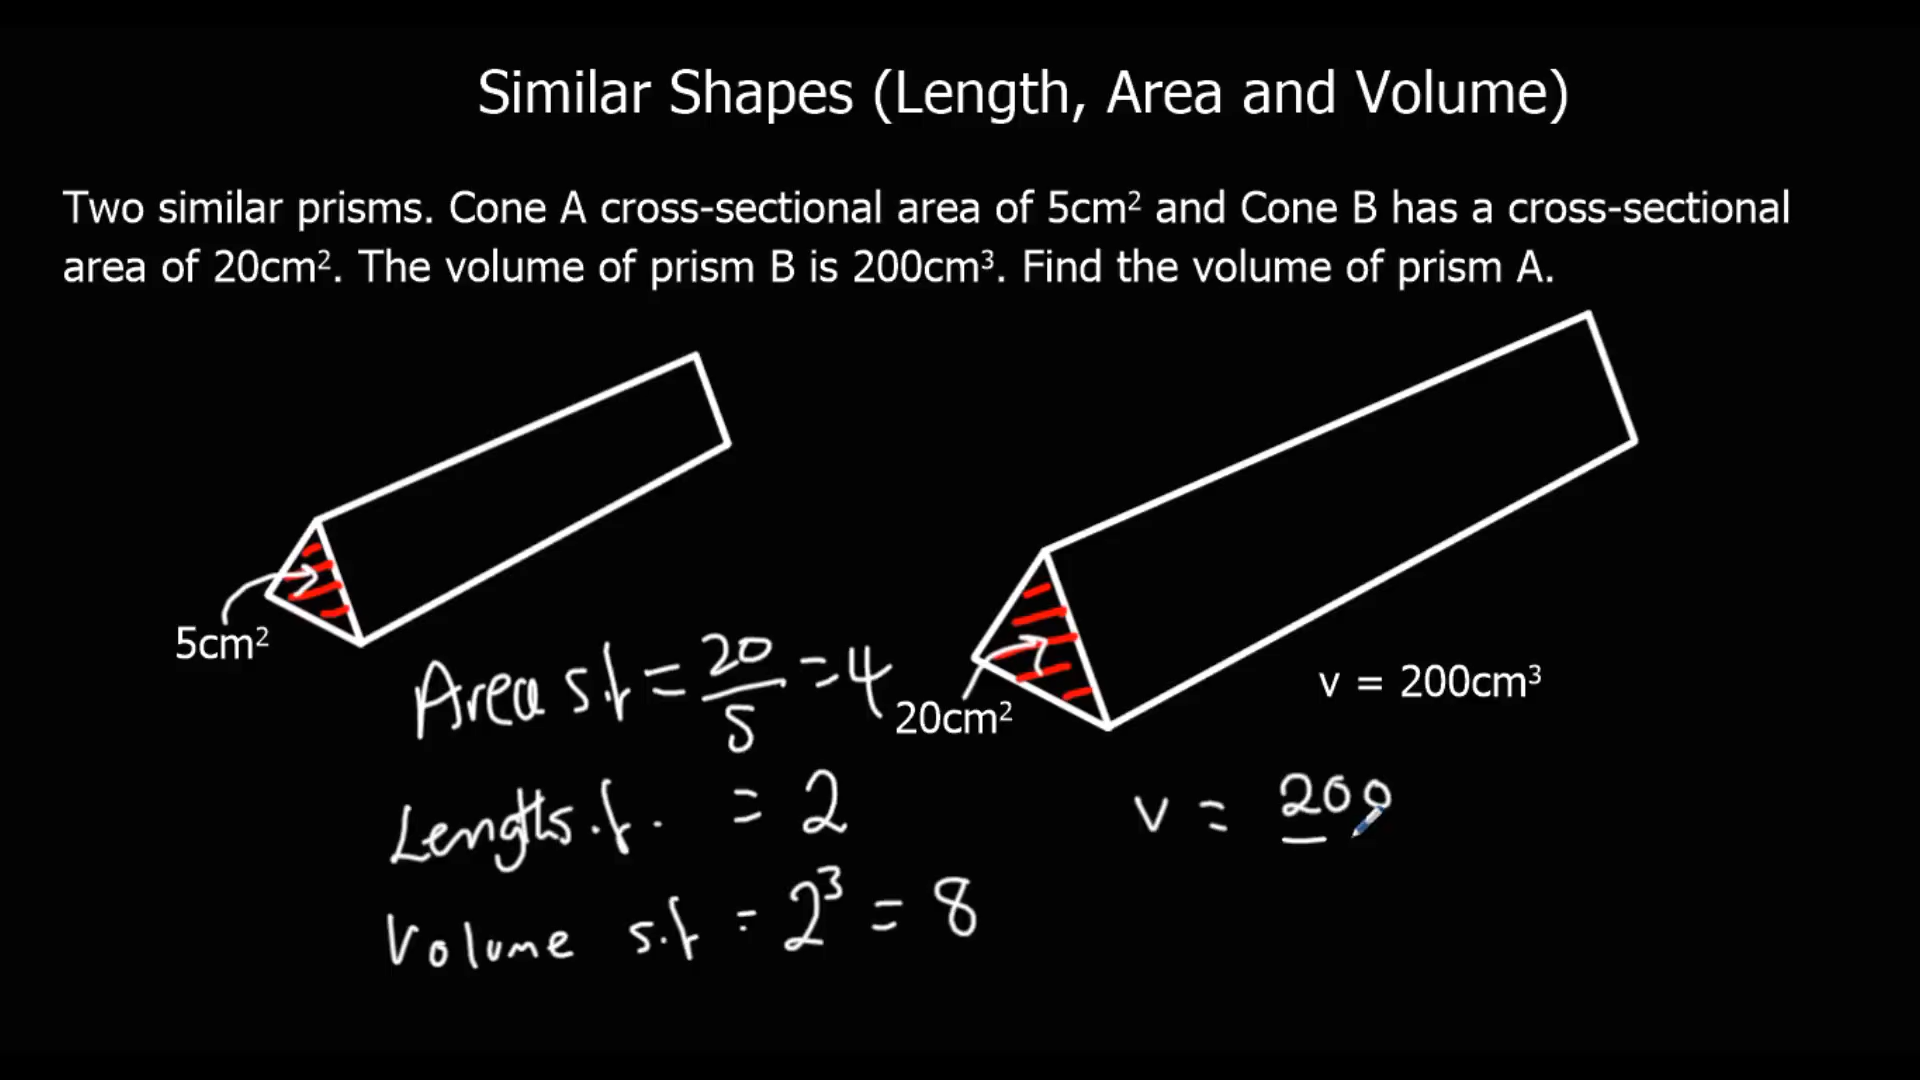 Similar Shapes (Length, Area and Volume)
Two similar prisms. Cone A cross-sectional area of 5cm² and Cone B has a cross-sectional
area of 20cm². The volume of prism B is 200cm³. Find the volume of prism A.
5cm²
20cm²
v = 200cm³
Area s.f = 20/5 = 4
Length s.f. = 2
Volume s.f = 2³ = 8
v = 200